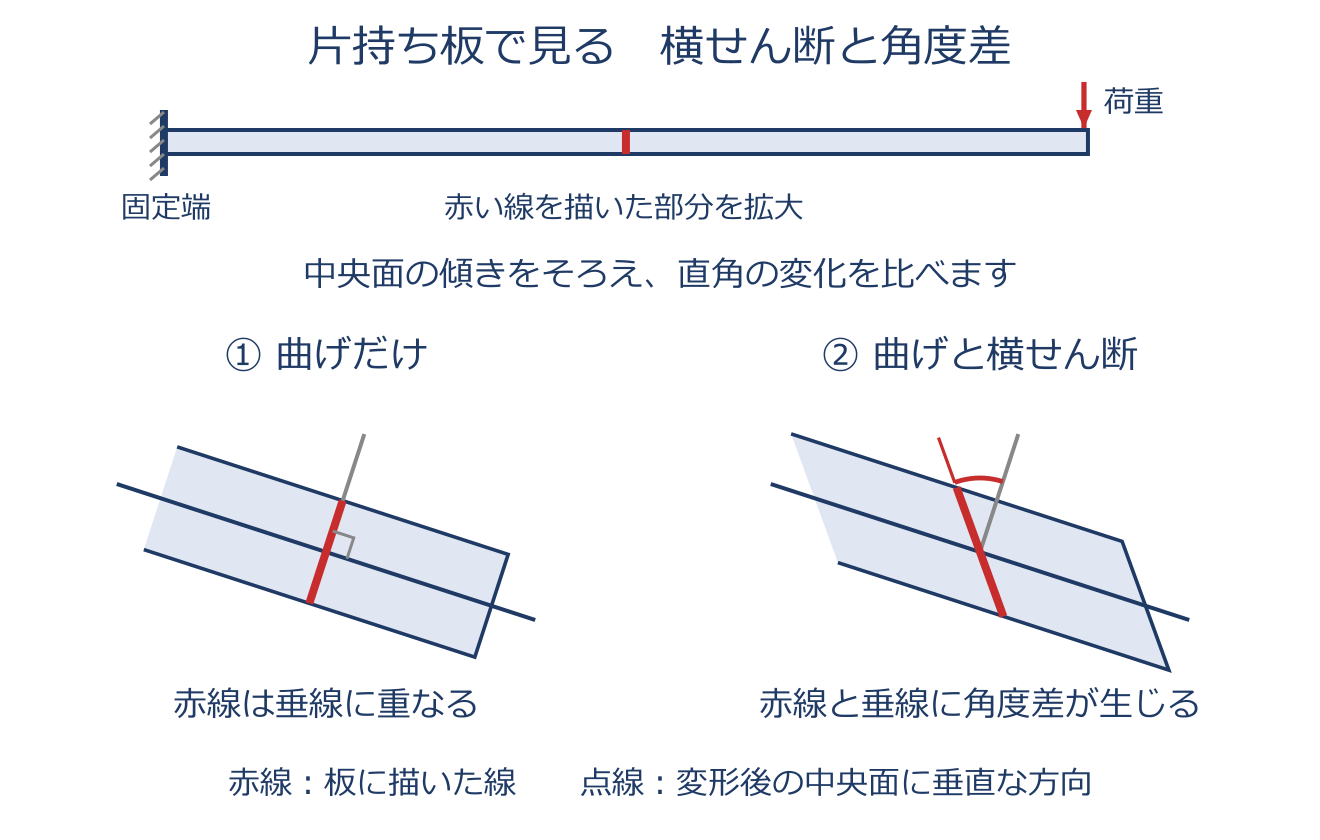 片持ち板で見る　横せん断と角度差
荷重
固定端
赤い線を描いた部分を拡大
中央面の傾きをそろえ、直角の変化を比べます
① 曲げだけ
② 曲げと横せん断
赤線は垂線に重なる
赤線と垂線に角度差が生じる
赤線：板に描いた線　　点線：変形後の中央面に垂直な方向